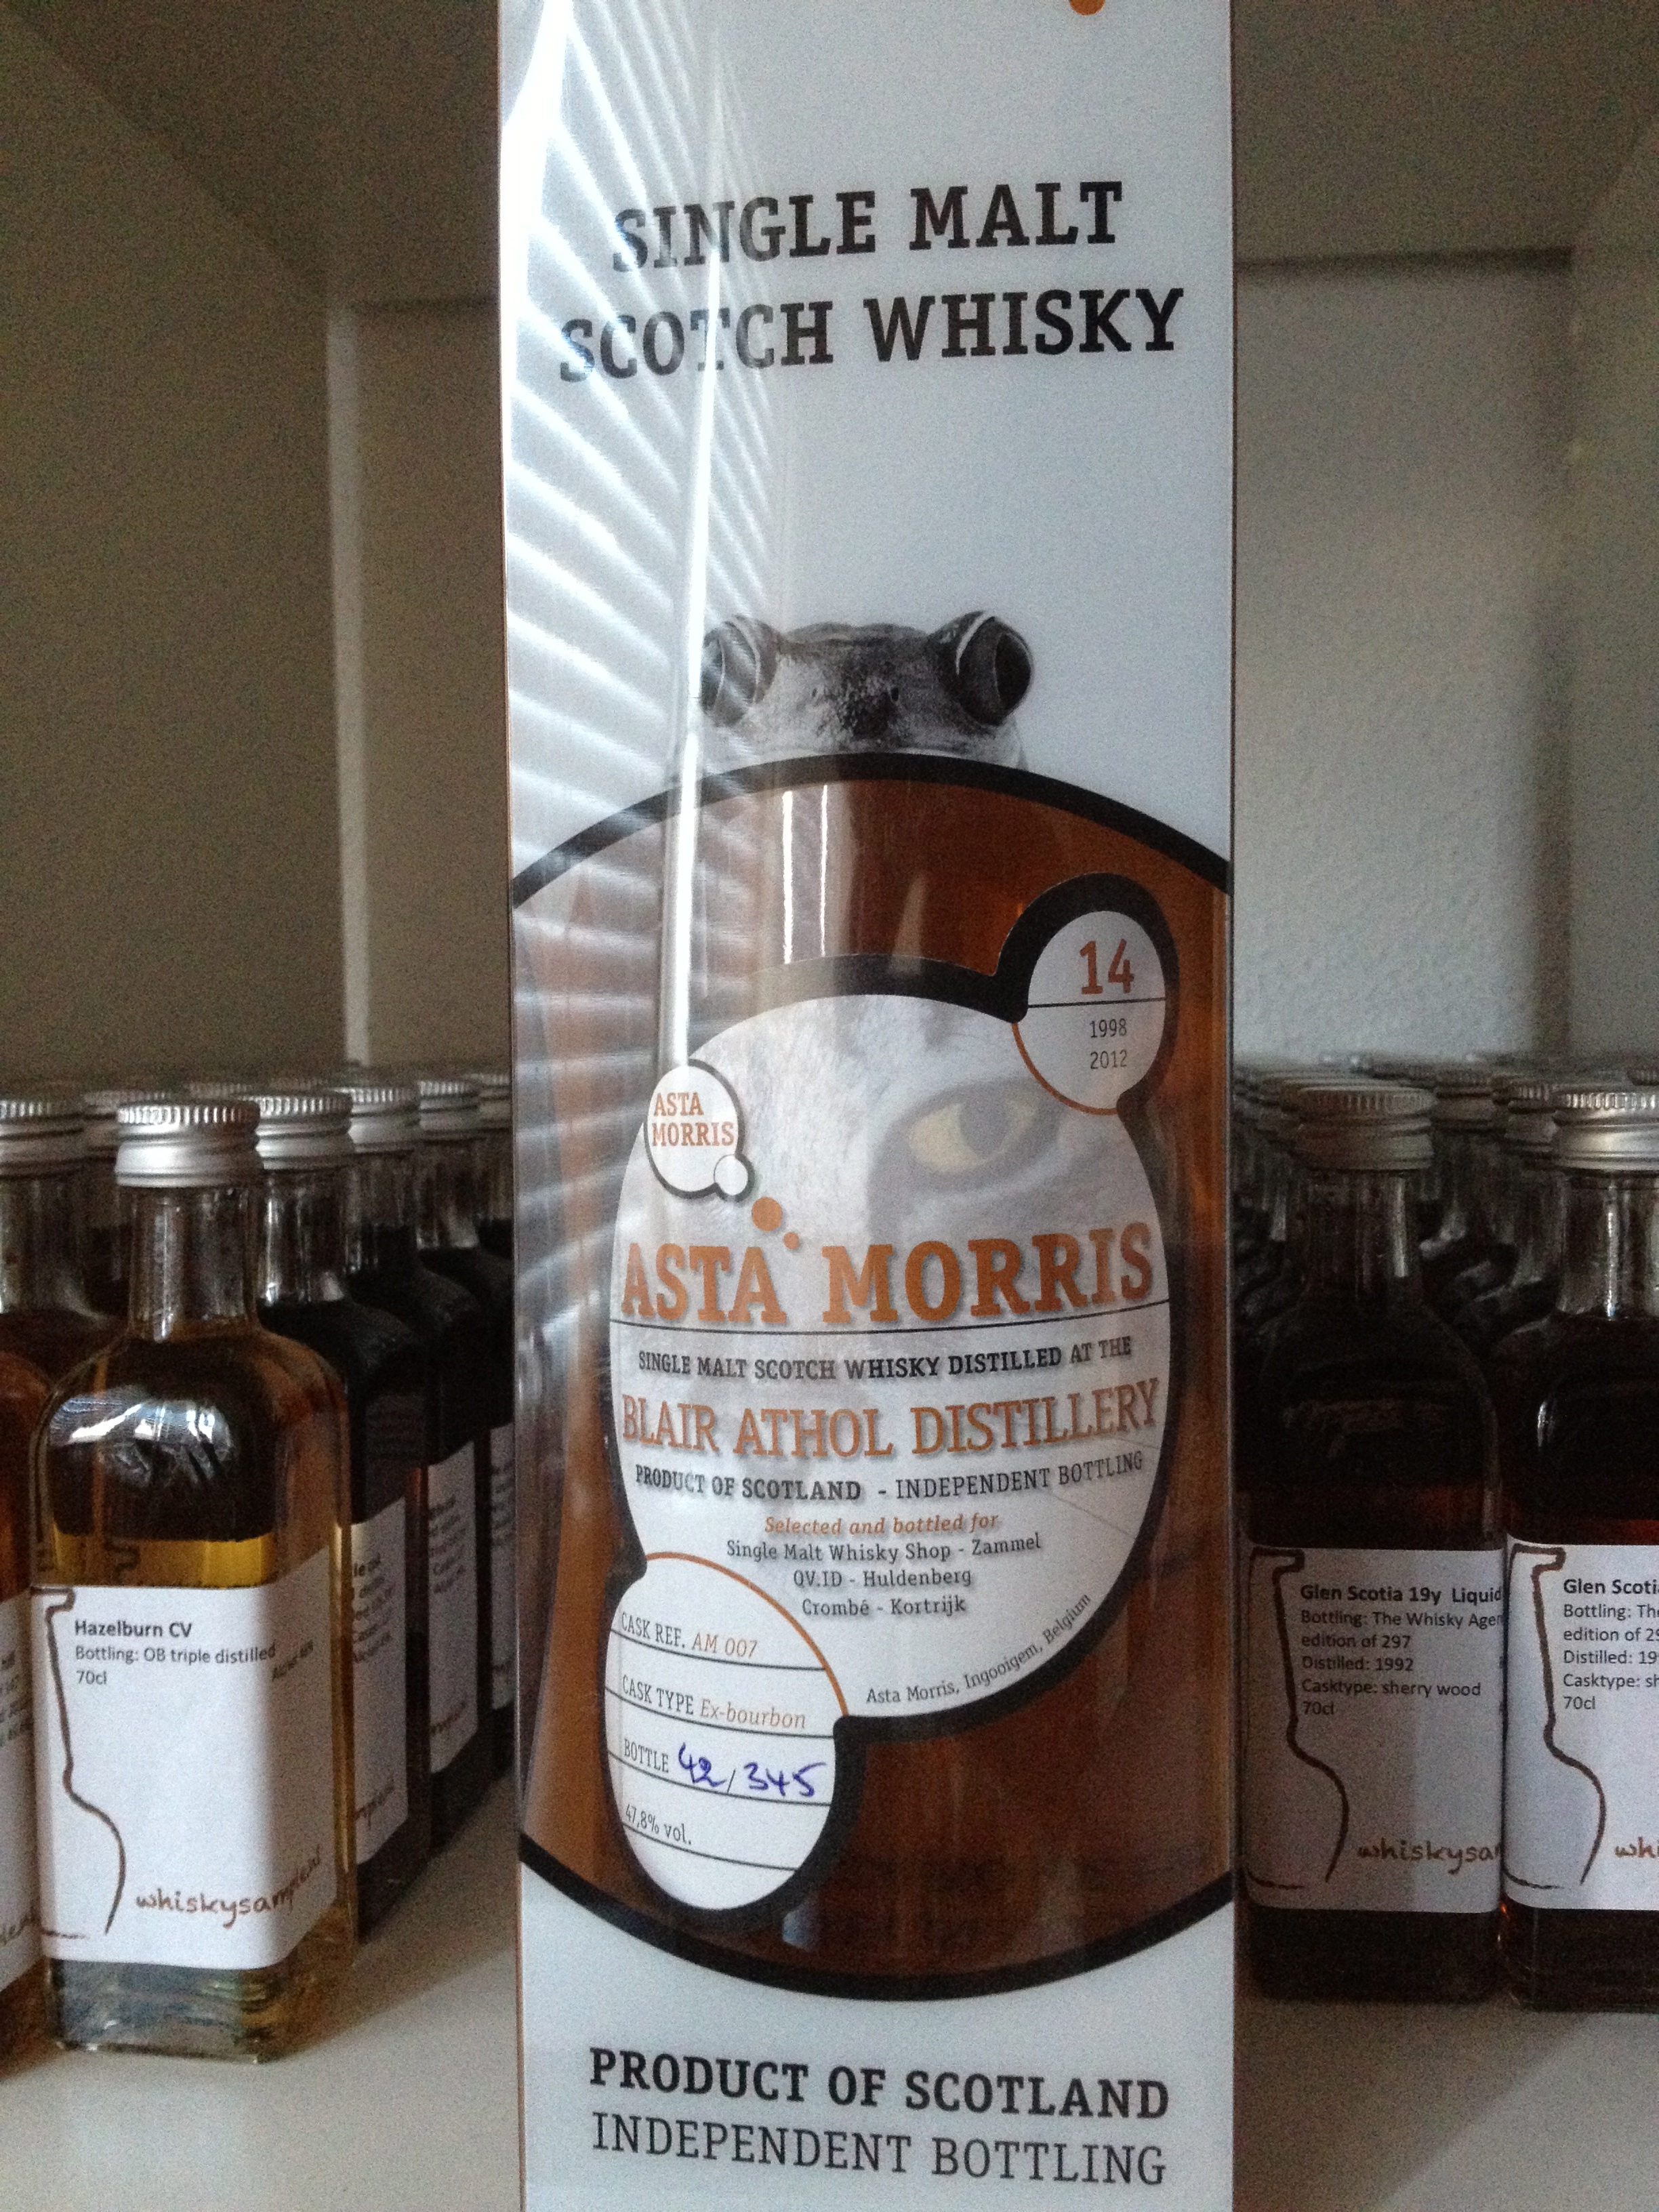 SINGLE MALT
SCOTCH WHISKY
14
1998
2012
ASTA
MORRIS
ASTA MORRIS
SINGLE MALT SCOTCH WHISKY DISTILLED AT THE
BLAIR ATHOL DISTILLERY
PRODUCT OF SCOTLAND - INDEPENDENT BOTTLING
Selected and bottled for
Single Malt Whisky Shop - Zammel
QV.ID - Huldenberg
Crombé - Kortrijk
Asta Morris, Ingooigem, Belgium
CASK REF. AM 007
CASK TYPE Ex-bourbon
BOTTLE 42/345
47,8% vol.
PRODUCT OF SCOTLAND
INDEPENDENT BOTTLING
Hazelburn CV
Bottling: OB triple distilled
70cl
whiskysamples
Glen Scotia 19y Liquid
Bottling: The Whisky Agen
edition of 297
Distilled: 1992
Casktype: sherry wood
70cl
whiskysa
Glen Scotia
Bottling: Th
edition of 29
Distilled: 19
Casktype: sh
70cl
whi